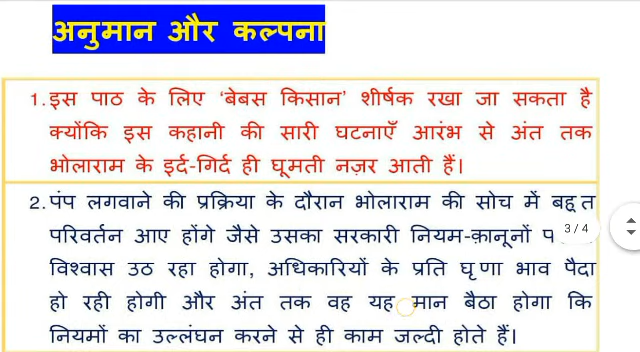 अनुमान और कल्पना
1. इस पाठ के लिए 'बेबस किसान' शीर्षक रखा जा सकता है
क्योंकि इस कहानी की सारी घटनाएँ आरंभ से अंत तक
भोलाराम के इर्द-गिर्द ही घूमती नज़र आती हैं।
2. पंप लगवाने की प्रक्रिया के दौरान भोलाराम की सोच में बहुत
परिवर्तन आए होंगे जैसे उसका सरकारी नियम-क़ानूनों
3 / 4
विश्वास उठ रहा होगा, अधिकारियों के प्रति घृणा भाव पैदा
हो रही होगी और अंत तक वह यह मान बैठा होगा कि
नियमों का उल्लंघन करने से ही काम जल्दी होते हैं।